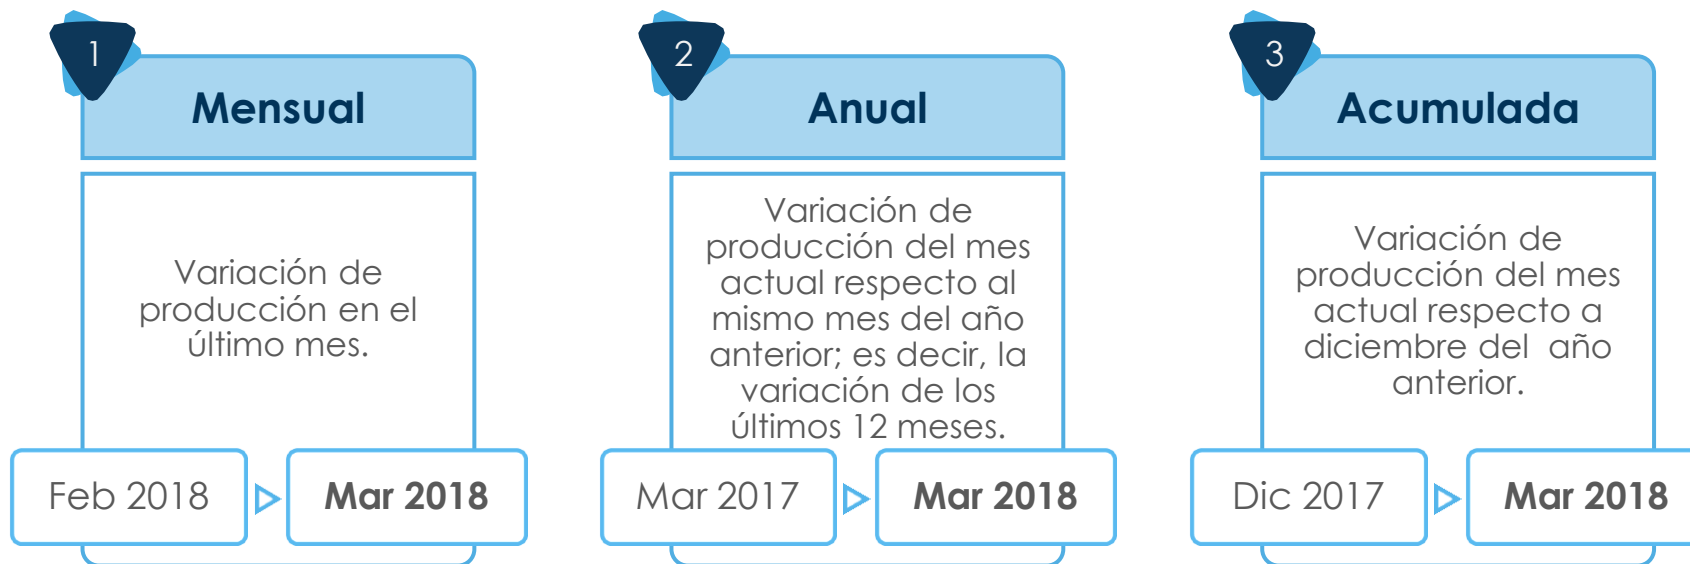 1
Mensual
Variación de
producción en el
último mes.
Feb 2018
Mar 2018
2
Anual
Variación de
producción del mes
actual respecto al
mismo mes del año
anterior; es decir, la
variación de los
últimos 12 meses.
Mar 2017
Mar 2018
3
Acumulada
Variación de
producción del mes
actual respecto a
diciembre del  año
anterior.
Dic 2017
Mar 2018